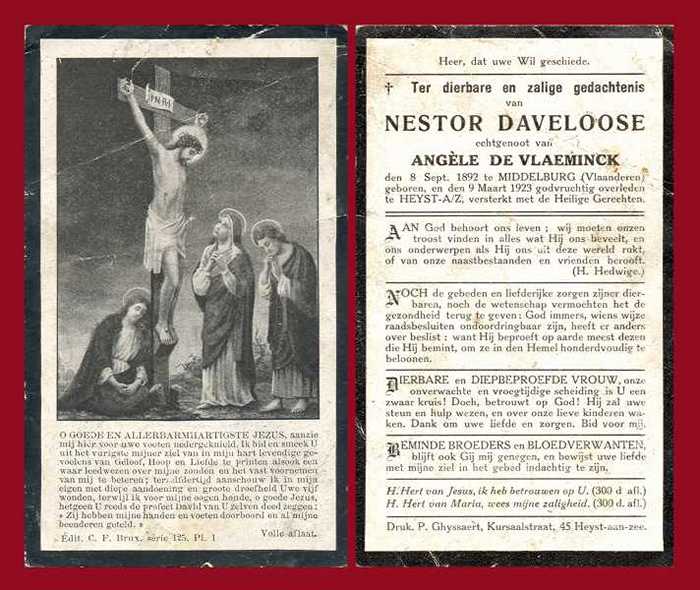 INRI
O GOEDE EN ALLERBARMHARTIGSTE JEZUS, aanzie
mij hier voor uwe voeten nedergeknield. Ik bid en smeek U
uit het vurigste mijner ziel van in mijn hart levendige ge-
voelens van Geloof, Hoop en Liefde te printen alsook een
waar leedwezen over mijne zonden en het vast voornemen
van mij te beteren; terwijl
eigen met diepe aandoening en groote droefheid Uwe vijf
wonden, terwijl ik voor mijne oogen hende, o goede Jezus,
hetgeen U reeds de profeet David van U zelven deed zeggen:
« Zij hebben mijne handen en voeten doorboord en al mijne
beenderen geteld. »
Volle aflaat.
Édit. C. F. Brux. série 125. Pl. 1
Heer, dat uwe Wil geschiede.
† Ter dierbare en zalige gedachtenis
van
NESTOR DAVELOOSE
echtgenoot van
ANGÈLE DE VLAEMINCK
den 8 Sept. 1892 te MIDDELBURG (Vlaanderen)
geboren, en den 9 Maart 1923 godvruchtig overleden
te HEYST-A/Z, versterkt met de Heilige Gerechten.
AAN God behoort ons leven; wij moeten onzen
troost vinden in alles wat Hij ons beveelt, en
ons onderwerpen als Hij ons uit deze wereld rukt,
of van onze naastbestaanden en vrienden berooft.
(H. Hedwige.)
NOCH de gebeden en liefderijke zorgen zijner dier-
baren, noch de wetenschap vermochten het de
gezondheid terug te geven: God immers, wiens wijze
raadsbesluiten ondoordringbaar zijn, heeft er anders
over beslist: want Hij beproeft op aarde meest dezen
die Hij bemint, om ze in den Hemel honderdvoudig te
beloonen.
DIERBARE en DIEPBEPROEFDE VROUW, onze
onverwachte en vroegtijdige scheiding is U een
zwaar kruis! Doch, betrouwt op God! Hij zal uwe
steun en hulp wezen, en over onze lieve kinderen wa-
ken. Dank om uwe liefde en zorgen. Bid voor mij.
BEMINDE BROEDERS en BLOEDVERWANTEN,
blijft ook Gij mij genegen, en bewijst uwe liefde
met mijne ziel in het gebed indachtig te zijn.
H. Hert van Jesus, ik heb betrouwen op U. (300 d. afl.)
H. Hert van Maria, wees mijne zaligheid. (300 d. afl.)
Druk. P. Ghyssaert, Kursaalstraat, 45 Heyst-aan-zee.